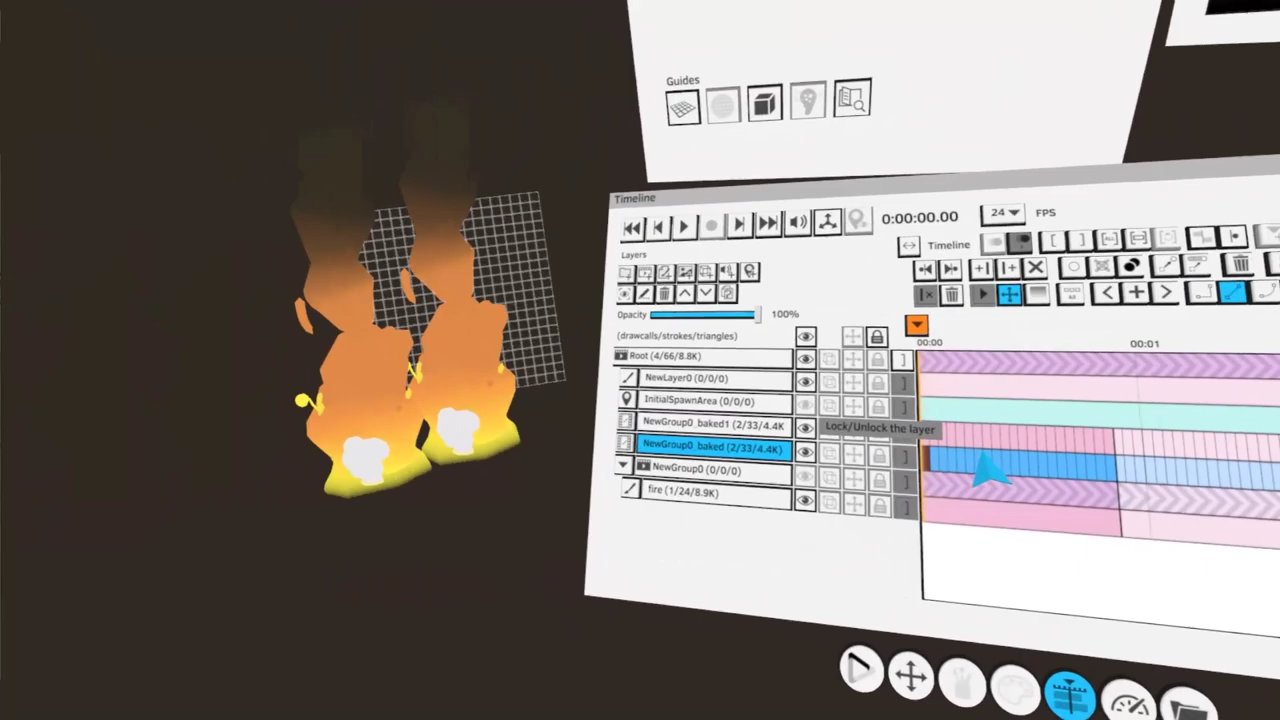 Guides
Timeline
0:00:00.00
24
FPS
Layers
Timeline
Opacity
100%
(drawcalls/strokes/triangles)
00:00
00:01
Root (4/66/8.8K)
NewLayer0 (0/0/0)
InitialSpawnArea (0/0/0)
NewGroup0_baked1 (2/33/4.4K
Lock/Unlock the layer
NewGroup0_baked (2/33/4.4K)
NewGroup0 (0/0/0)
fire (1/24/8.9K)